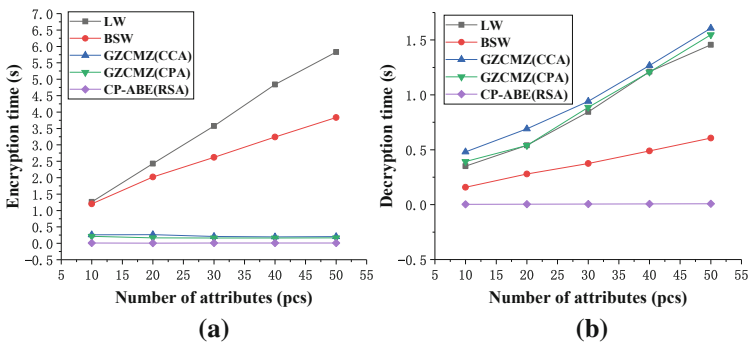 LW
BSW
GZCMZ(CCA)
GZCMZ(CPA)
CP-ABE(RSA)
7.0
6.5
6.0
5.5
5.0
4.5
4.0
3.5
3.0
2.5
2.0
1.5
1.0
0.5
0.0
−0.5
Encryption time (s)
5 10 15 20 25 30 35 40 45 50 55
Number of attributes (pcs)
(a)
LW
BSW
GZCMZ(CCA)
GZCMZ(CPA)
CP-ABE(RSA)
1.5
1.0
0.5
0.0
−0.5
Decryption time (s)
5 10 15 20 25 30 35 40 45 50 55
Number of attributes (pcs)
(b)